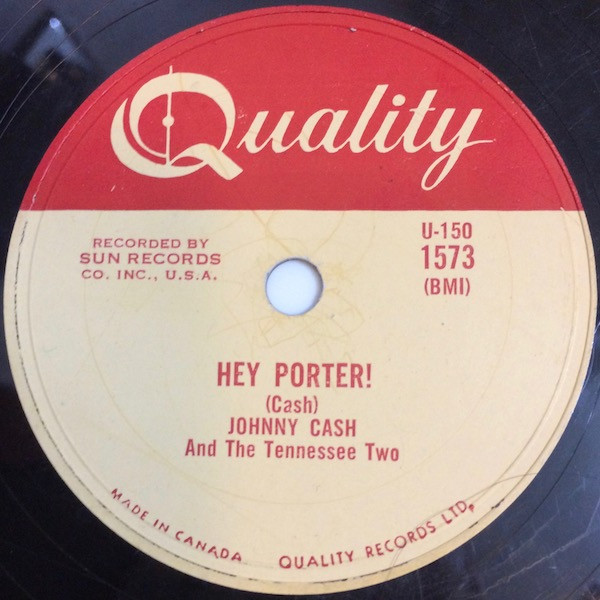 Quality
RECORDED BY
SUN RECORDS
CO. INC., U.S.A.
U-150
1573
(BMI)
HEY PORTER!
(Cash)
JOHNNY CASH
And The Tennessee Two
MADE IN CANADA QUALITY RECORDS LTD.